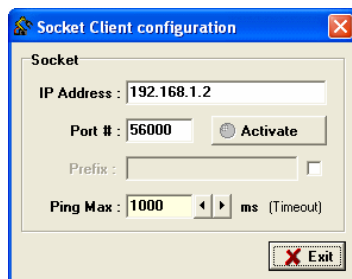 Socket Client configuration
Socket
IP Address : 192.168.1.2
Port # : 56000 Activate
Prefix :
Ping Max : 1000 ms (Timeout)
Exit